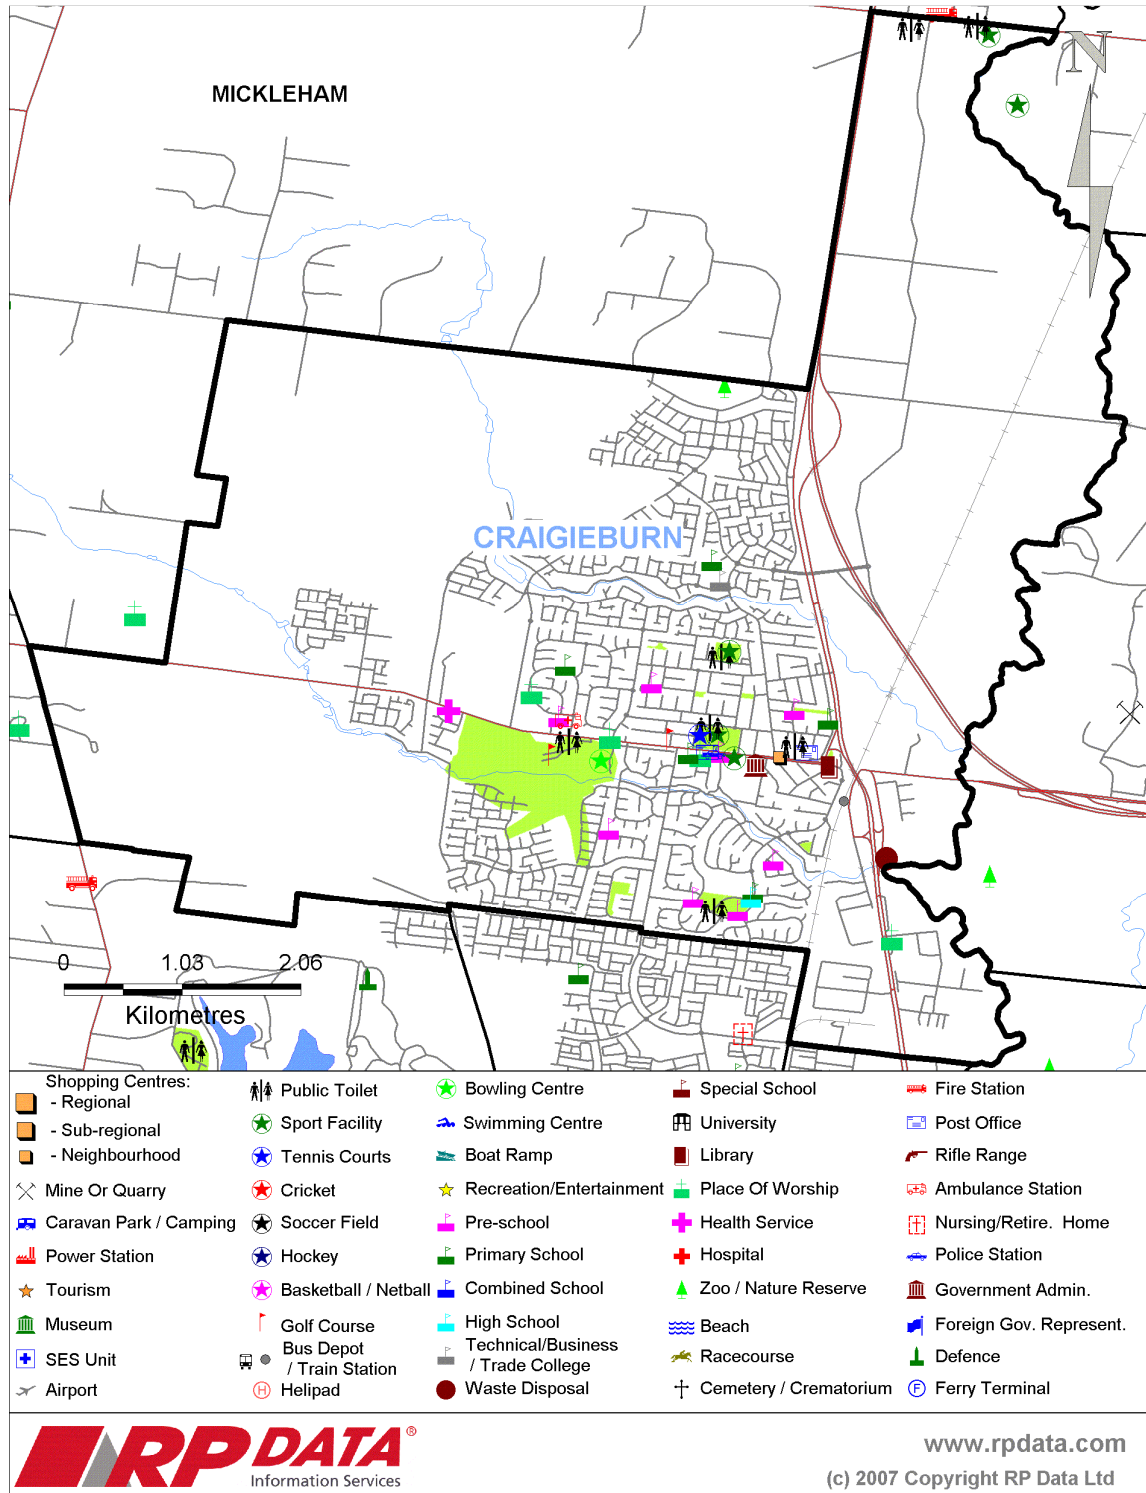 MICKLEHAM
N
CRAIGIEBURN
0 1.03 2.06
Kilometres
Shopping Centres:
- Regional
- Sub-regional
- Neighbourhood
Mine Or Quarry
Caravan Park / Camping
Power Station
Tourism
Museum
SES Unit
Airport
Public Toilet
Sport Facility
Tennis Courts
Cricket
Soccer Field
Hockey
Basketball / Netball
Golf Course
Bus Depot
/ Train Station
H Helipad
Bowling Centre
Swimming Centre
Boat Ramp
Recreation/Entertainment
Pre-school
Primary School
Combined School
High School
Technical/Business
/ Trade College
Waste Disposal
Special School
University
Library
Place Of Worship
Health Service
Hospital
Zoo / Nature Reserve
Beach
Racecourse
Cemetery / Crematorium
Fire Station
Post Office
Rifle Range
Ambulance Station
Nursing/Retire. Home
Police Station
Government Admin.
Foreign Gov. Represent.
Defence
F Ferry Terminal
RP DATA®
Information Services
www.rpdata.com
(c) 2007 Copyright RP Data Ltd